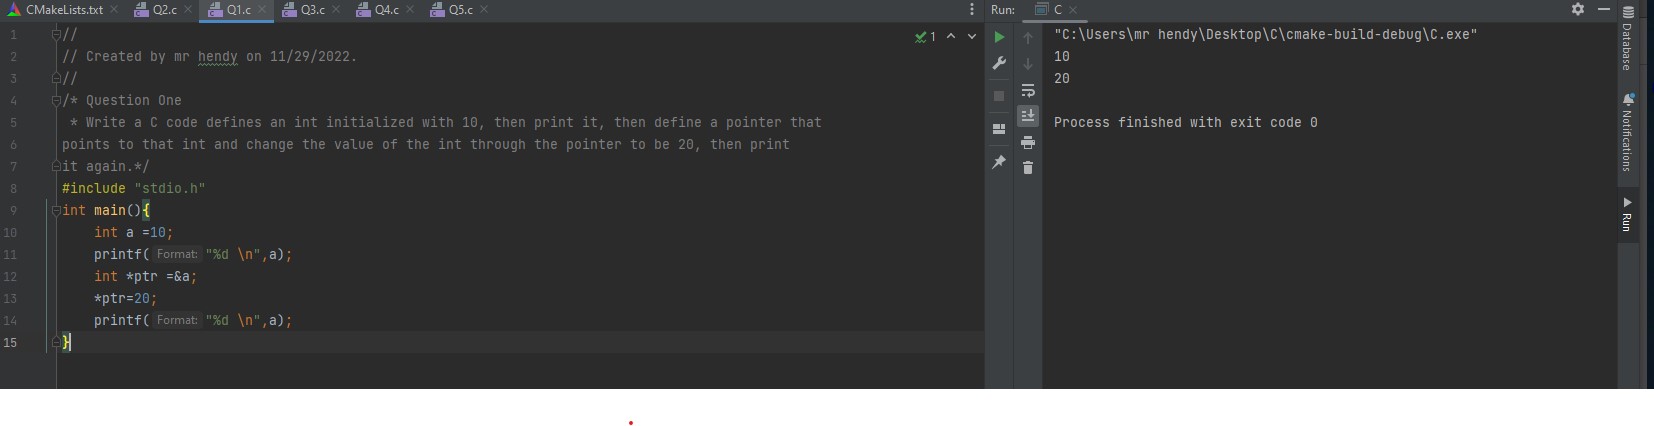 CMakeLists.txt Q2.c Q1.c Q3.c Q4.c Q5.c
1 //
2 // Created by mr hendy on 11/29/2022.
3 //
4 /* Question One
5 * Write a C code defines an int initialized with 10, then print it, then define a pointer that
6 points to that int and change the value of the int through the pointer to be 20, then print
7 it again.*/
8 #include "stdio.h"
9 int main(){
10 int a =10;
11 printf( Format: "%d \n",a);
12 int *ptr =&a;
13 *ptr=20;
14 printf( Format: "%d \n",a);
15 }
1
Run: C
"C:\Users\mr hendy\Desktop\C\cmake-build-debug\C.exe"
10
20
Process finished with exit code 0
Database
Notifications
Run